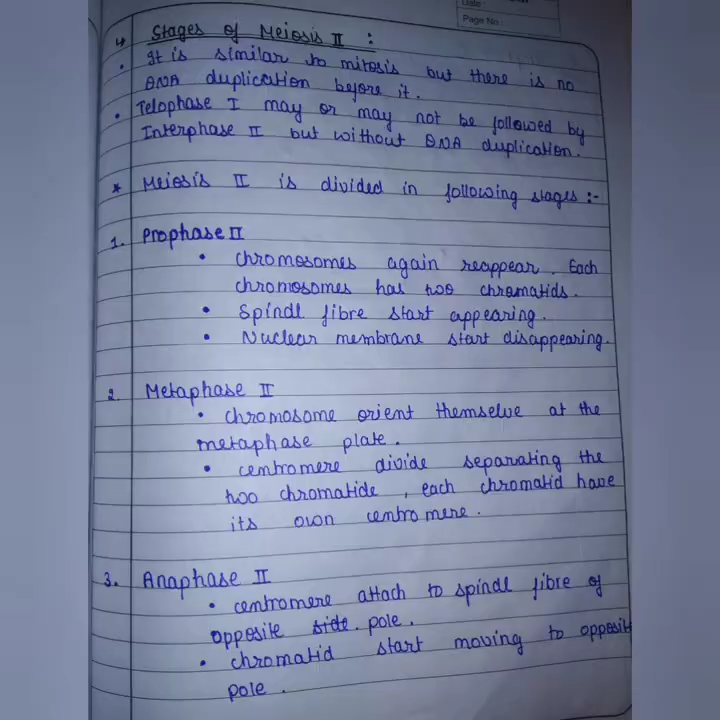 Date :
Page No :
↳ Stages of Meiosis II :
• It is similar to mitosis but there is no
DNA duplication before it.
• Telophase I may or may not be followed by
Interphase II but without DNA duplication.
* Meiosis II is divided in following stages :-
1. Prophase II
• chromosomes again reappear. Each
chromosomes has two chromatids.
• Spindl fibre start appearing.
• Nuclear membrane start disappearing.
2. Metaphase II
• chromosome orient themselve at the
metaphase plate.
• centromere divide separating the
two chromatide, each chromatid have
its own centromere.
3. Anaphase II
• centromere attach to spindl fibre of
opposite side pole.
• chromatid start moving to opposite
pole.